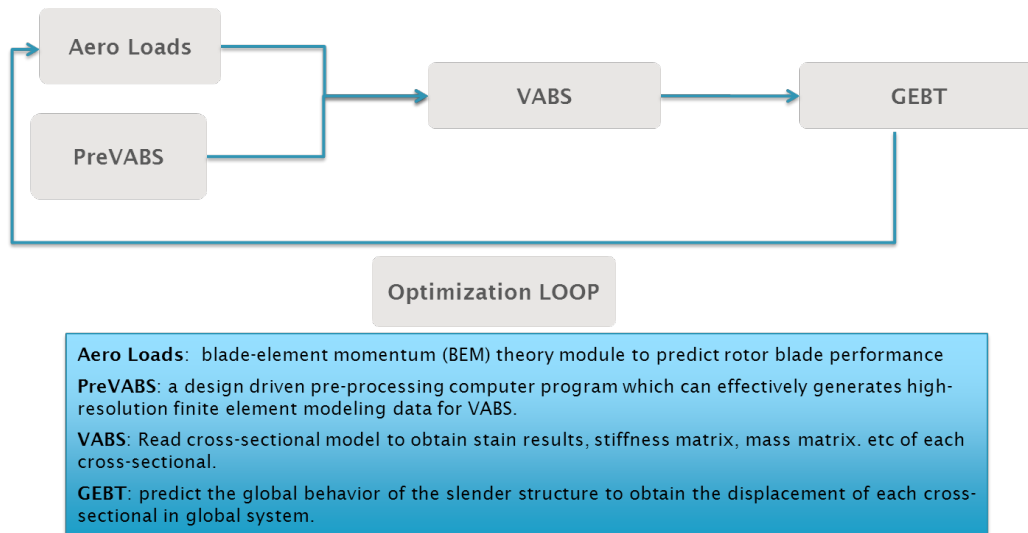 Aero Loads
VABS
GEBT
PreVABS
Optimization LOOP
Aero Loads: blade-element momentum (BEM) theory module to predict rotor blade performance
PreVABS: a design driven pre-processing computer program which can effectively generates high-
resolution finite element modeling data for VABS.
VABS: Read cross-sectional model to obtain stain results, stiffness matrix, mass matrix. etc of each
cross-sectional.
GEBT: predict the global behavior of the slender structure to obtain the displacement of each cross-
sectional in global system.